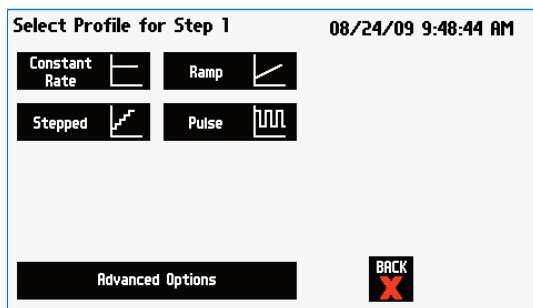 Select Profile for Step 1
08/24/09 9:48:44 AM
Constant
Rate
Ramp
Stepped
Pulse
Advanced Options
BACK